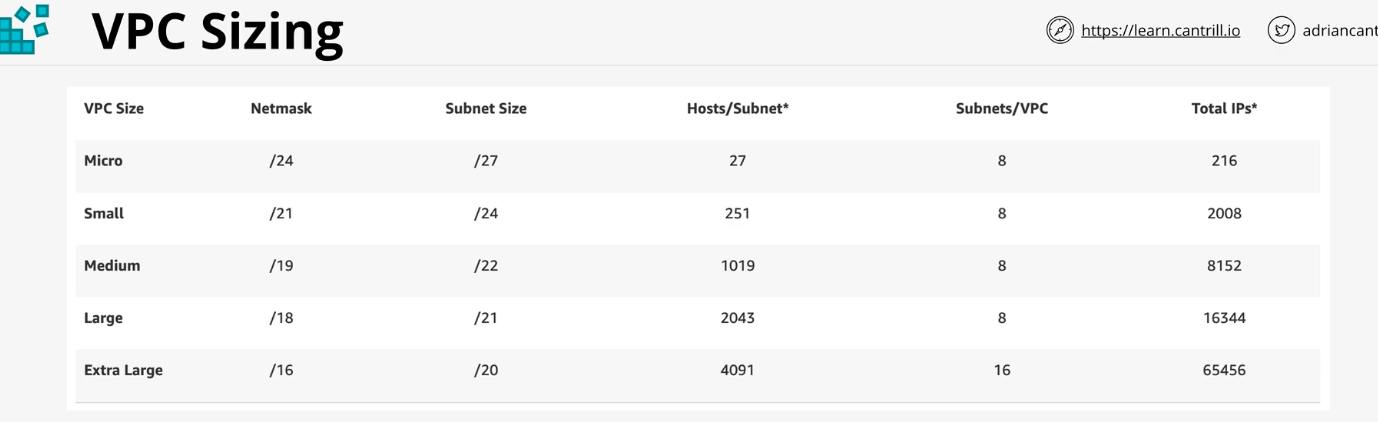 VPC Sizing
https://learn.cantrill.io adriancant
VPC Size Netmask Subnet Size Hosts/Subnet* Subnets/VPC Total IPs*
Micro /24 /27 27 8 216
Small /21 /24 251 8 2008
Medium /19 /22 1019 8 8152
Large /18 /21 2043 8 16344
Extra Large /16 /20 4091 16 65456